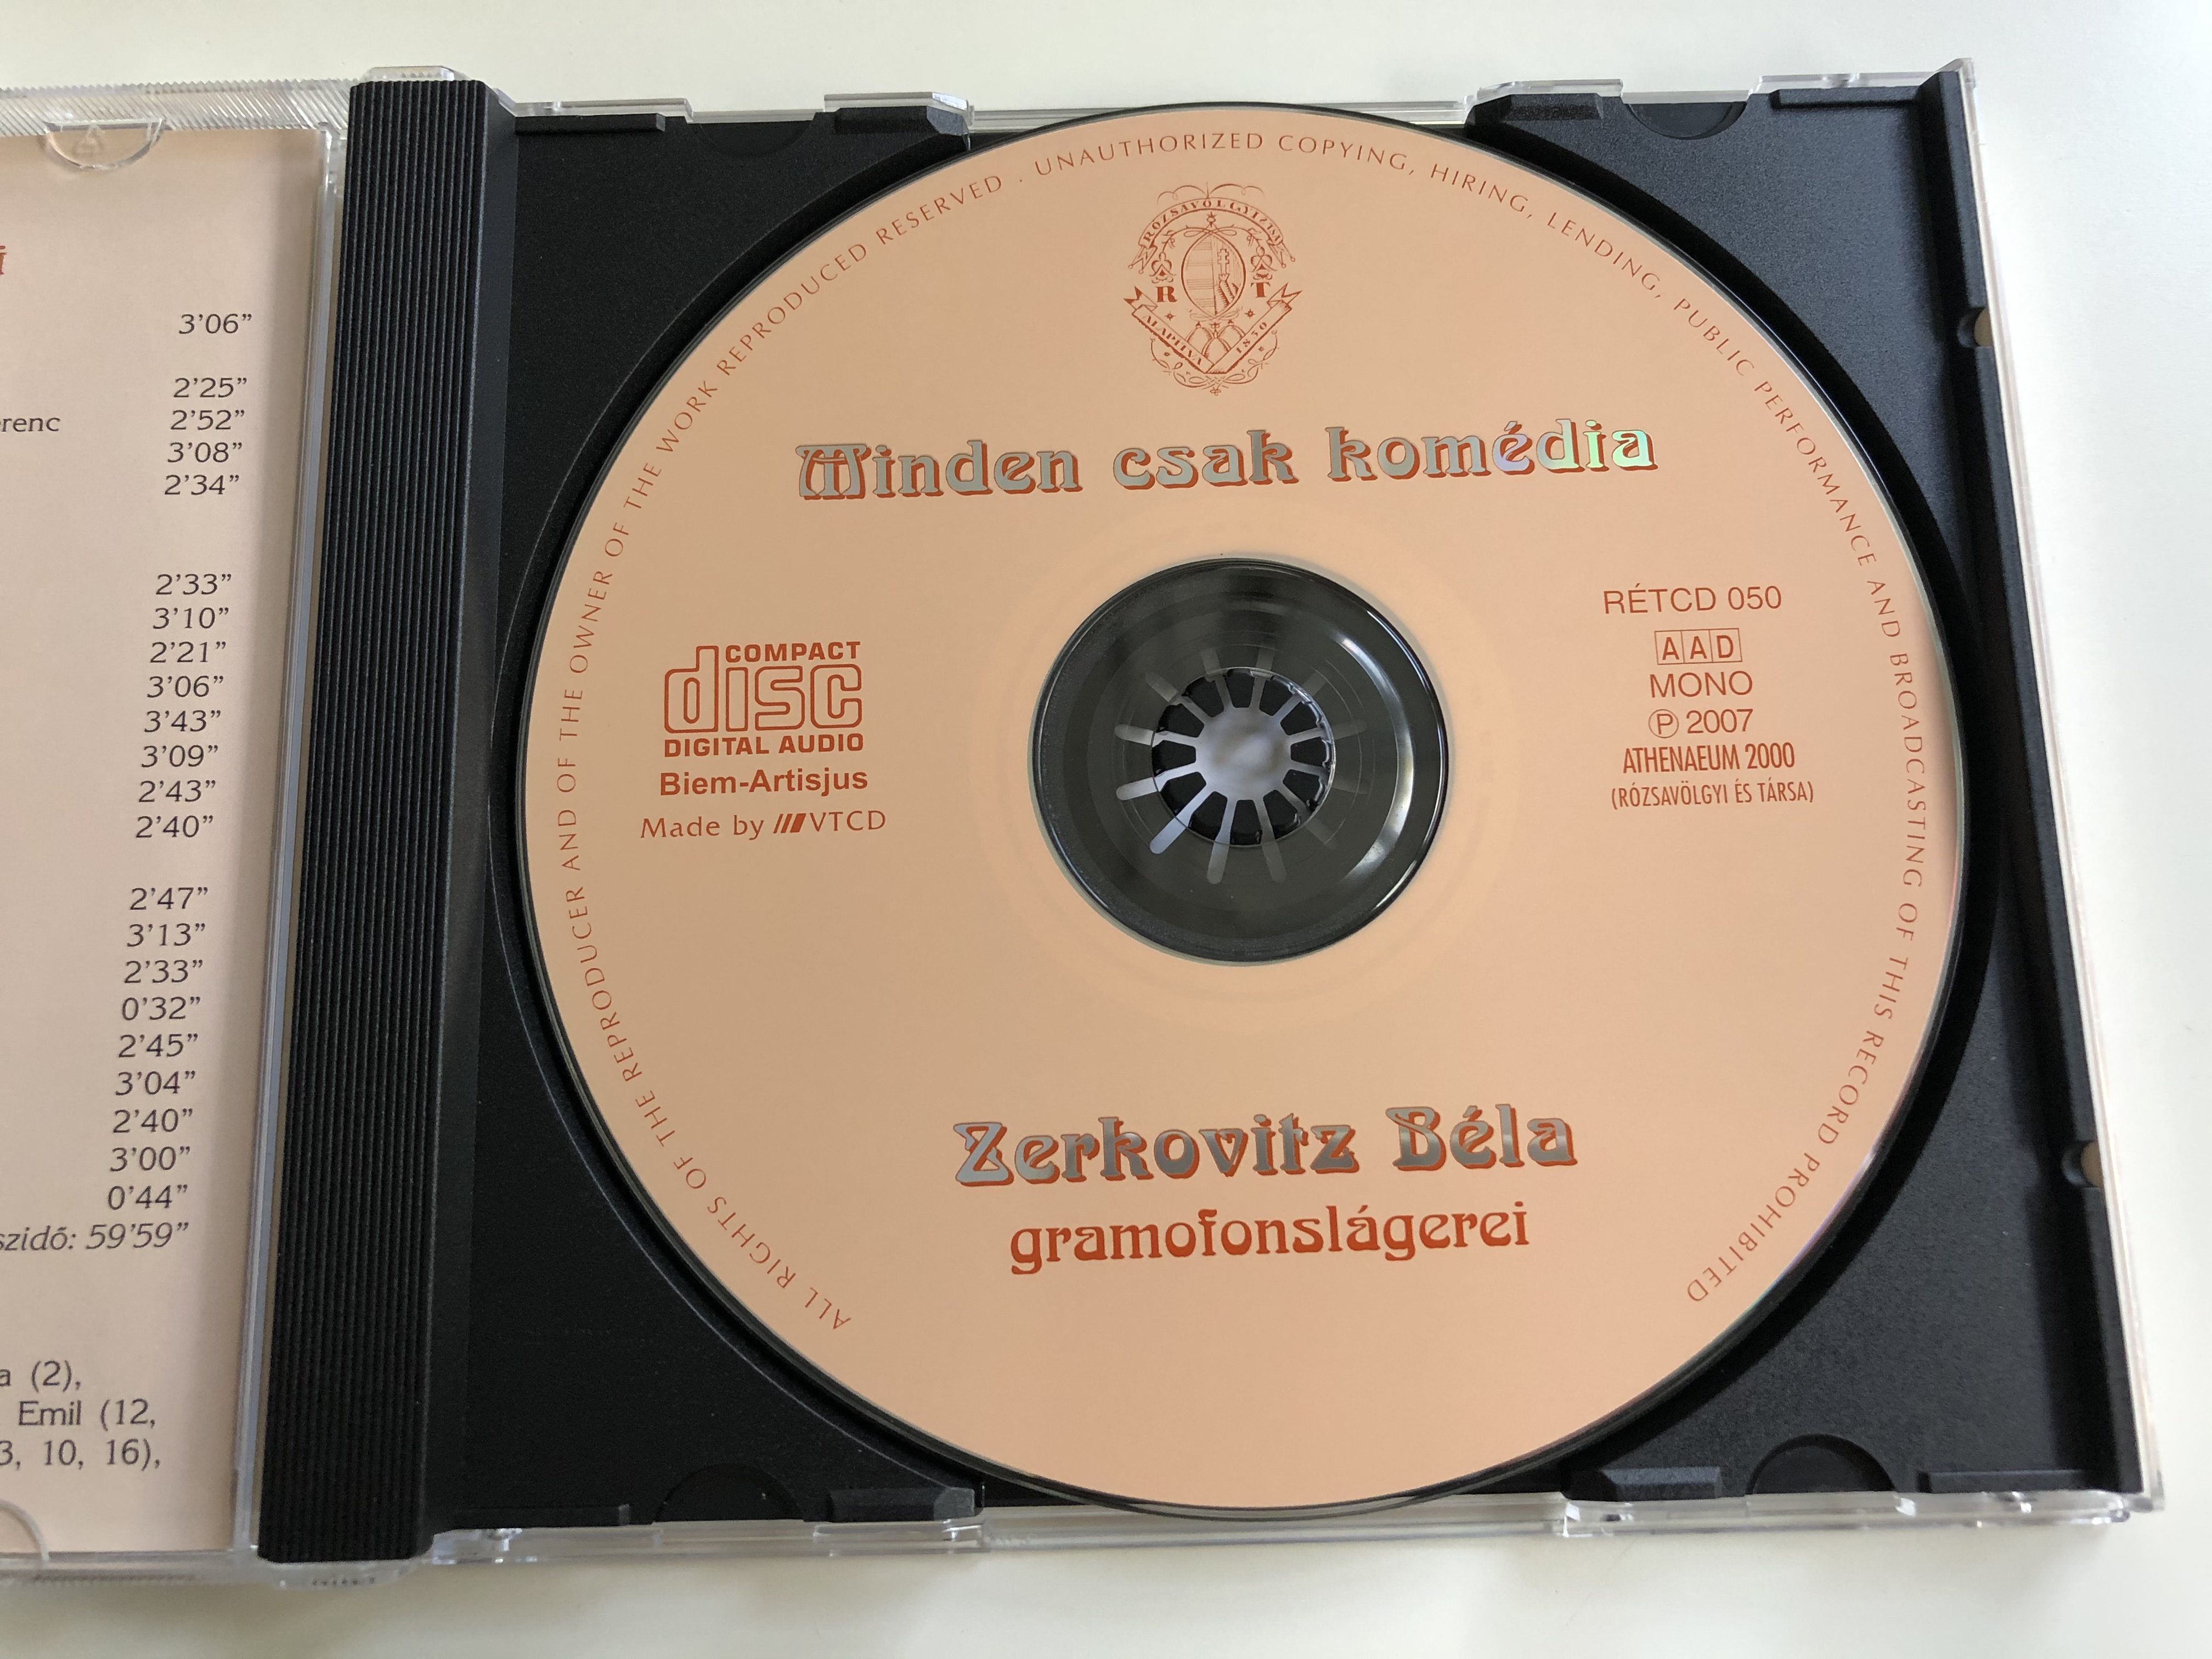 3'06"
2'25"
erenc 2'52"
3'08"
2'34"
2'33"
3'10"
2'21"
3'06"
3'43"
3'09"
2'43"
2'40"
2'47"
3'13"
2'33"
0'32"
2'45"
3'04"
2'40"
3'00"
0'44"
szidő: 59'59"
a (2),
Emil (12,
3, 10, 16),
ALL RIGHTS OF THE REPRODUCER AND OF THE OWNER OF THE WORK REPRODUCED RESERVED · UNAUTHORIZED COPYING, HIRING, LENDING, PUBLIC PERFORMANCE AND BROADCASTING OF THIS RECORD PROHIBITED
R T
ALAPITVA 1850
Minden csak komédia
COMPACT
disc
DIGITAL AUDIO
Biem-Artisjus
Made by VTCD
RÉTCD 050
AAD
MONO
Ⓟ 2007
ATHENAEUM 2000
(RÓZSAVÖLGYI ÉS TÁRSA)
Zerkovitz Béla
gramofonslágerei